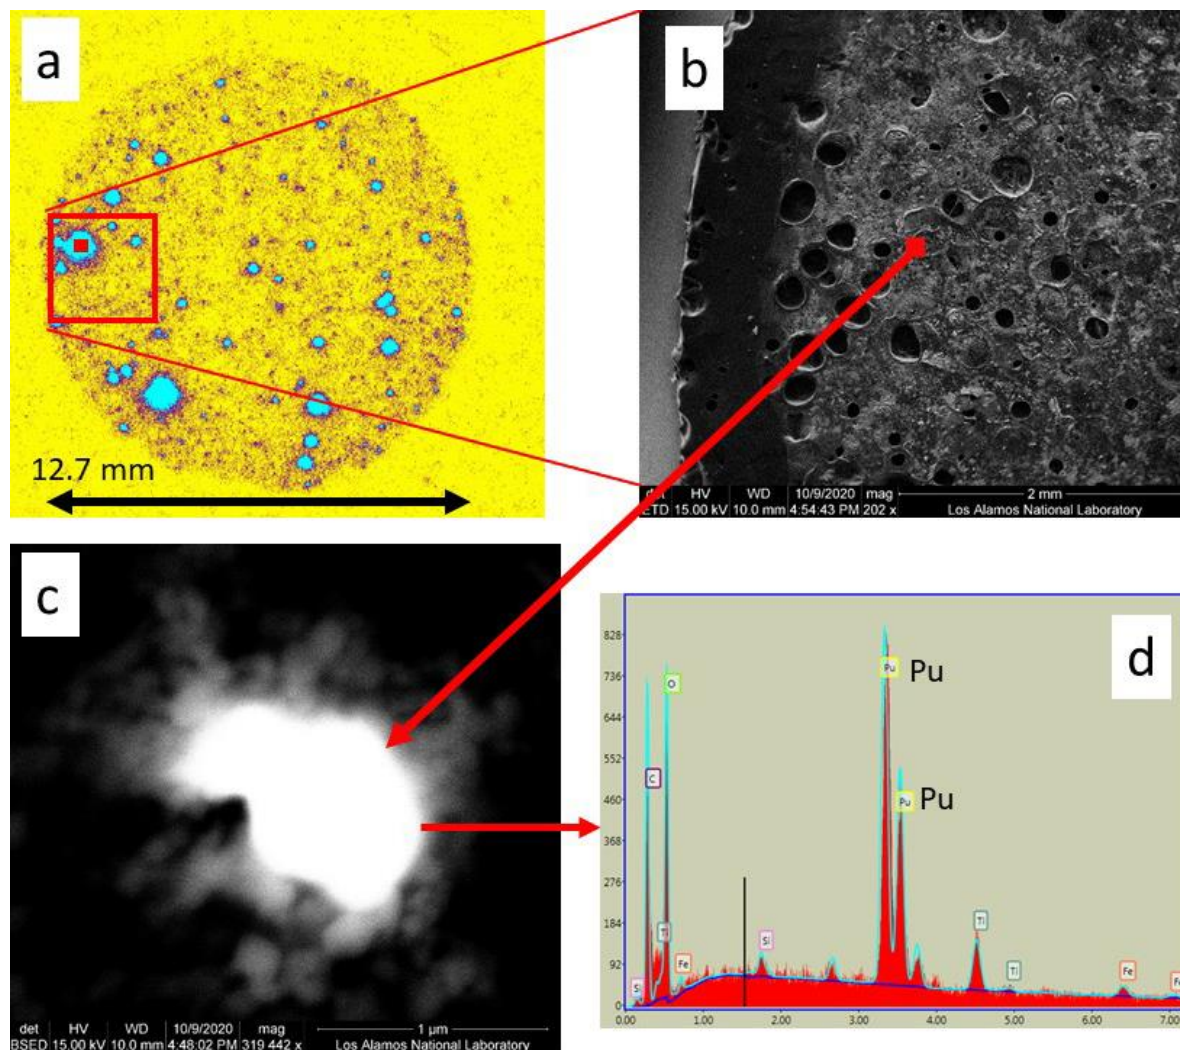 a
12.7 mm
b
det HV WD 10/9/2020 mag 2 mm
ETD 15.00 kV 10.0 mm 4:54:43 PM 202 x Los Alamos National Laboratory
c
det HV WD 10/9/2020 mag 1 µm
BSED 15.00 kV 10.0 mm 4:48:02 PM 319 442 x Los Alamos National Laboratory
d
828
736
644
552
460
368
276
184
92
0
Pu Pu
O
C
Pu Pu
Ti
Si
Fe
Si
Ti
Ti
Fe
Fe
0.00 1.00 2.00 3.00 4.00 5.00 6.00 7.00